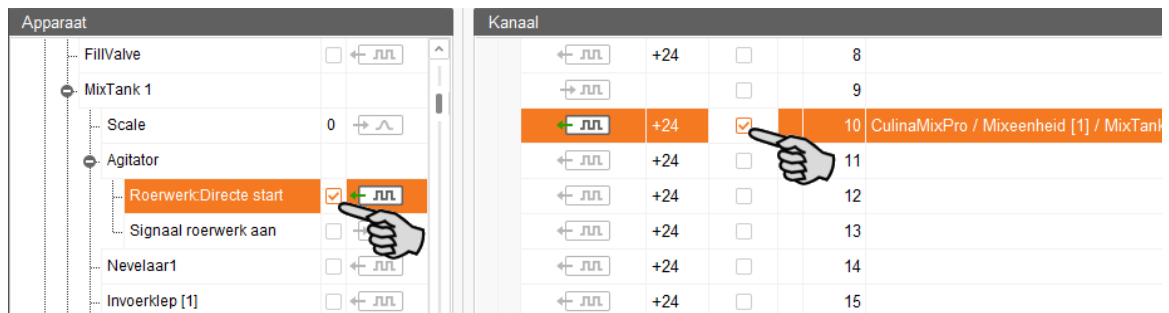 Apparaat
FillValve
MixTank 1
Scale 0
Agitator
Roerwerk:Directe start
Signaal roerwerk aan
Nevelaar1
Invoerklep [1]
Kanaal
+24 8
9
+24 10 CulinaMixPro / Mixeenheid [1] / MixTank
+24 11
+24 12
+24 13
+24 14
+24 15